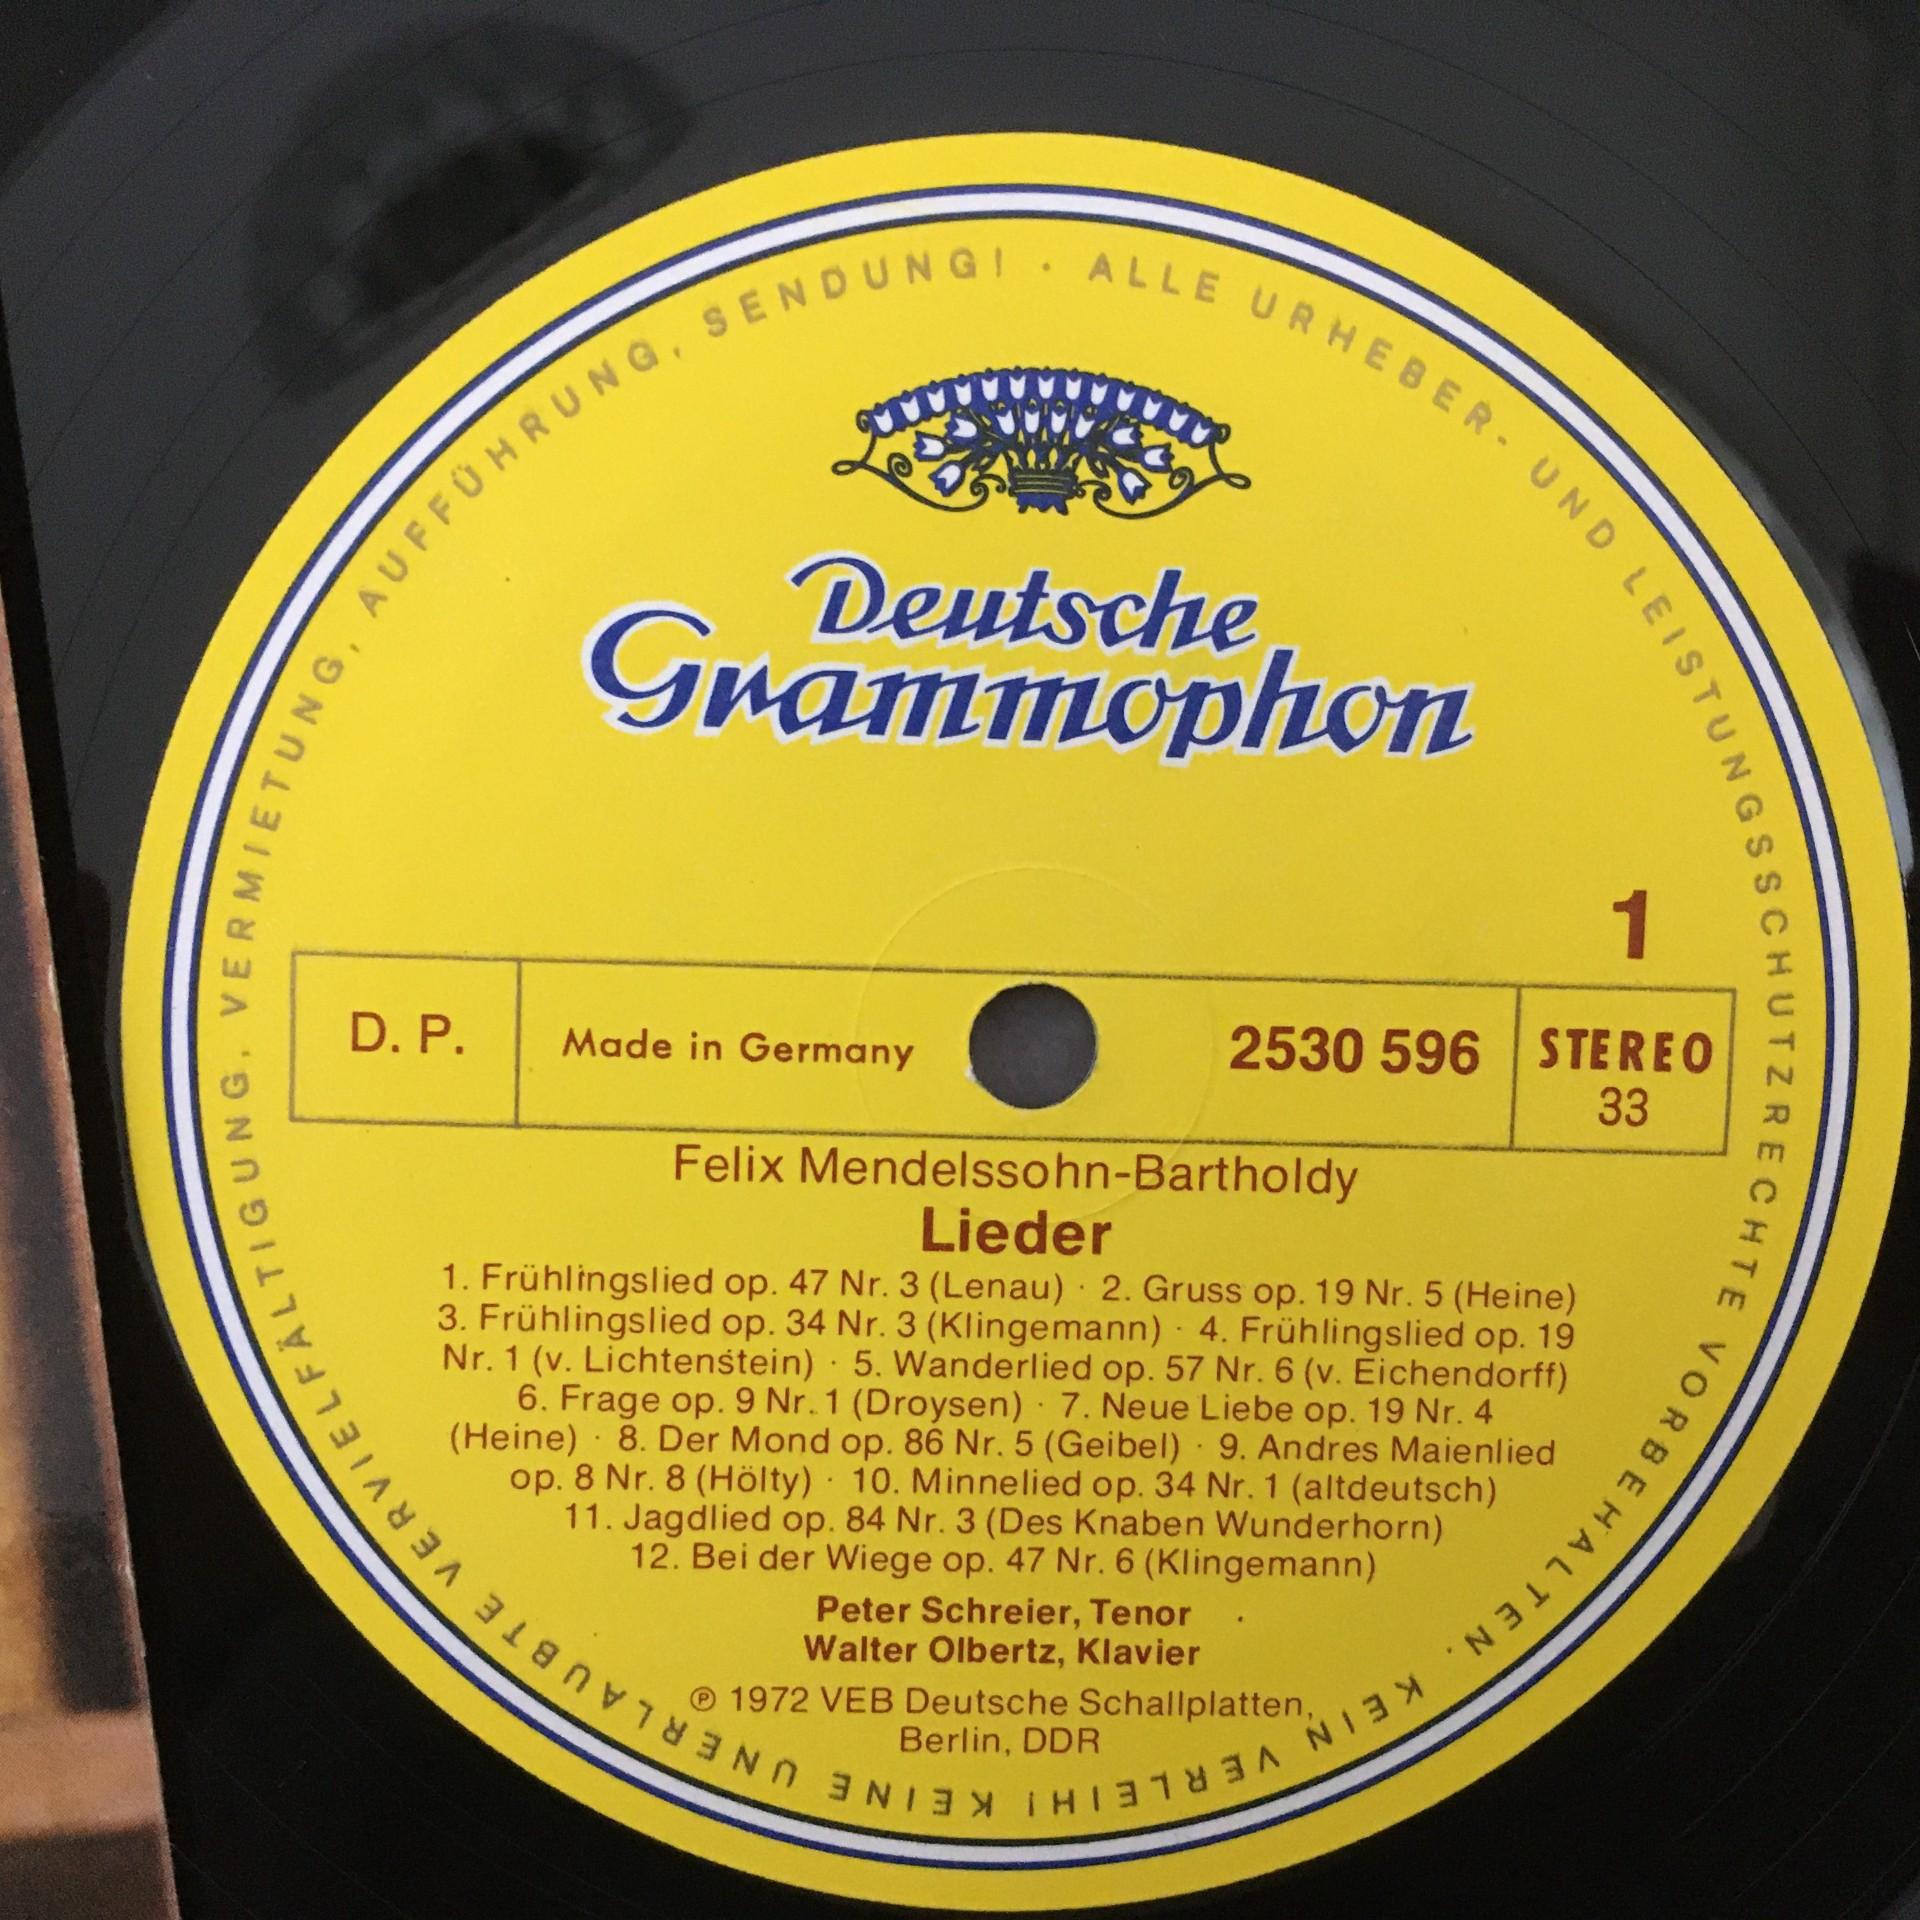 Deutsche
Grammophon
1
D. P.
Made in Germany
2530 596
STEREO
33
Felix Mendelssohn-Bartholdy
Lieder
1. Frühlingslied op. 47 Nr. 3 (Lenau) · 2. Gruss op. 19 Nr. 5 (Heine)
3. Frühlingslied op. 34 Nr. 3 (Klingemann) · 4. Frühlingslied op. 19
Nr. 1 (v. Lichtenstein) · 5. Wanderlied op. 57 Nr. 6 (v. Eichendorff)
6. Frage op. 9 Nr. 1 (Droysen) · 7. Neue Liebe op. 19 Nr. 4
(Heine) · 8. Der Mond op. 86 Nr. 5 (Geibel) · 9. Andres Maienlied
op. 8 Nr. 8 (Hölty) · 10. Minnelied op. 34 Nr. 1 (altdeutsch)
11. Jagdlied op. 84 Nr. 3 (Des Knaben Wunderhorn)
12. Bei der Wiege op. 47 Nr. 6 (Klingemann)
Peter Schreier, Tenor
Walter Olbertz, Klavier
℗ 1972 VEB Deutsche Schallplatten,
Berlin, DDR
ALLE URHEBER- UND LEISTUNGSSCHUTZRECHTE VORBEHALTEN. KEIN VERLEIH! KEINE UNERLAUBTE VERVIELFÄLTIGUNG, VERMIETUNG, AUFFÜHRUNG, SENDUNG! ·